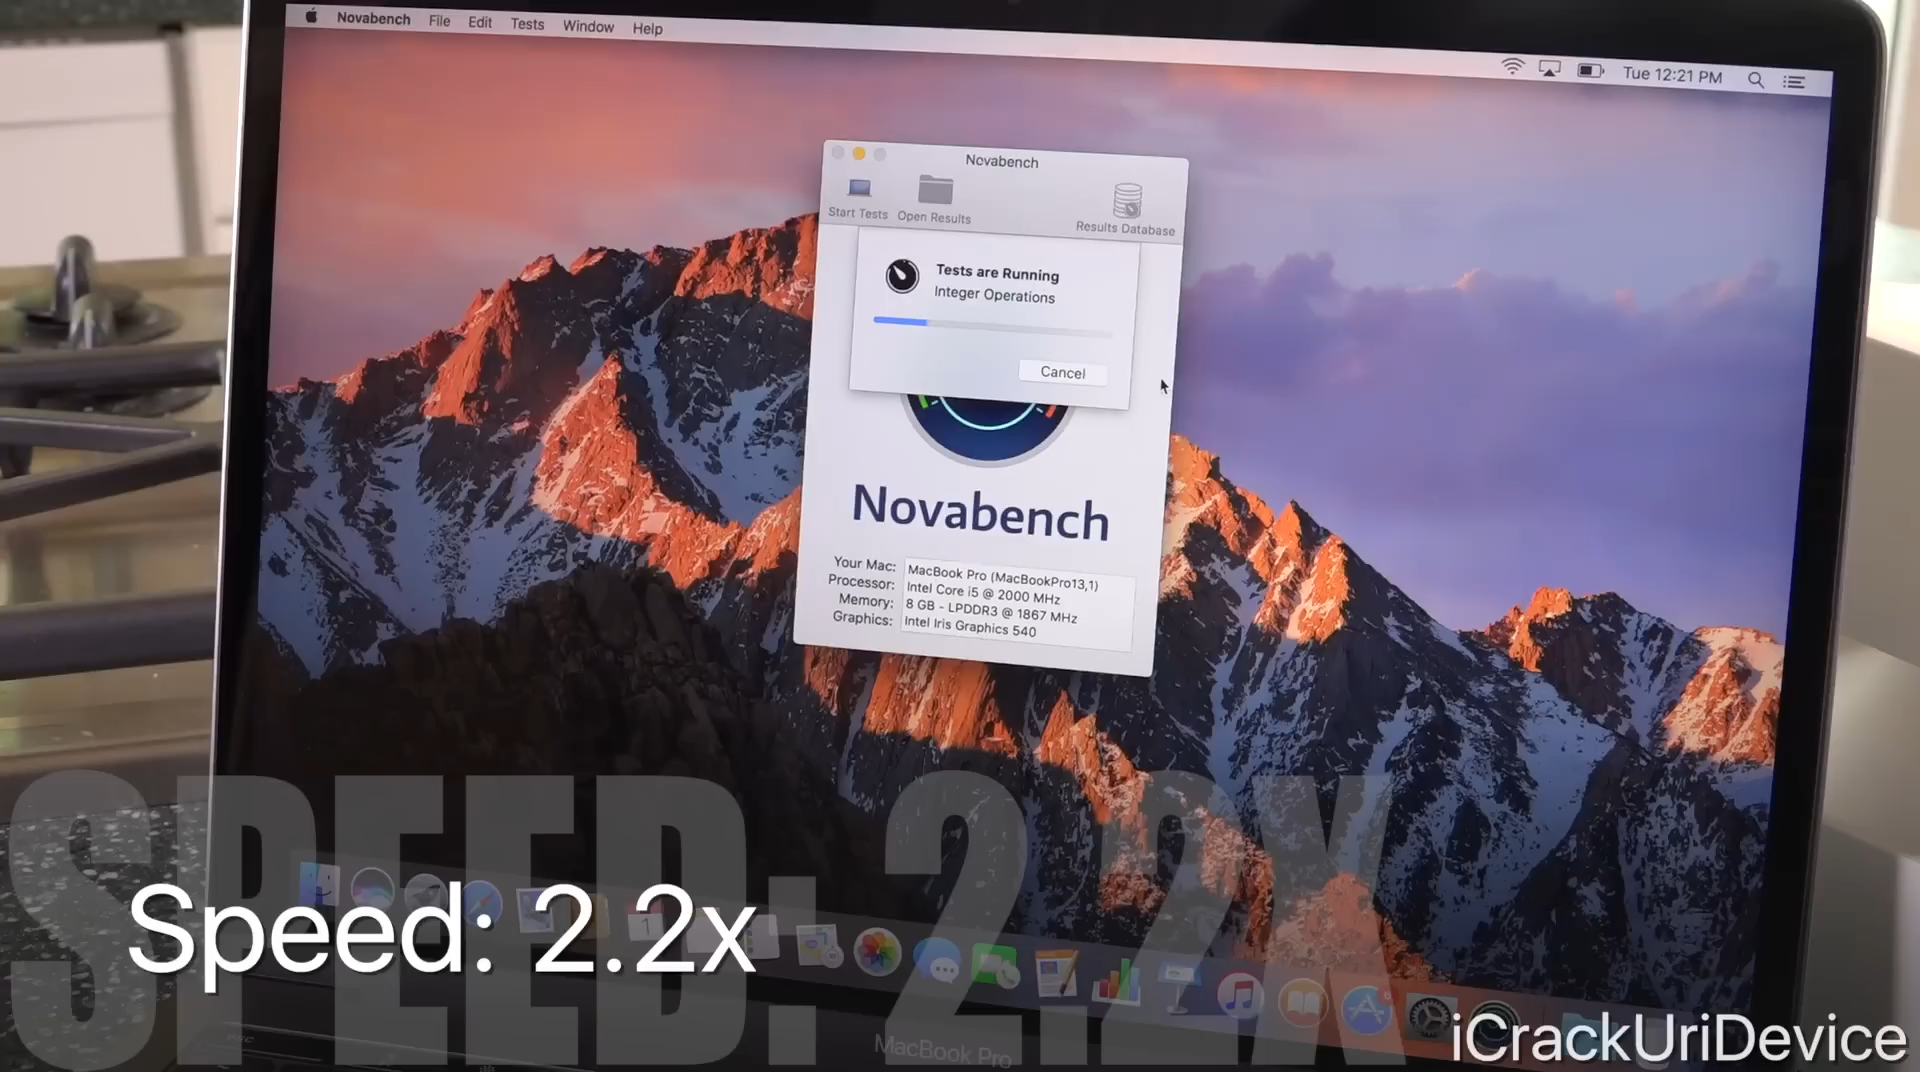 Novabench File Edit Tests Window Help
Tue 12:21 PM
Novabench
Start Tests Open Results Results Database
Tests are Running
Integer Operations
Cancel
Novabench
Your Mac: MacBook Pro (MacBookPro13,1)
Processor: Intel Core i5 @ 2000 MHz
Memory: 8 GB - LPDDR3 @ 1867 MHz
Graphics: Intel Iris Graphics 540
SPEED: 2.2X
Speed: 2.2x
MacBook Pro
iCrackUriDevice